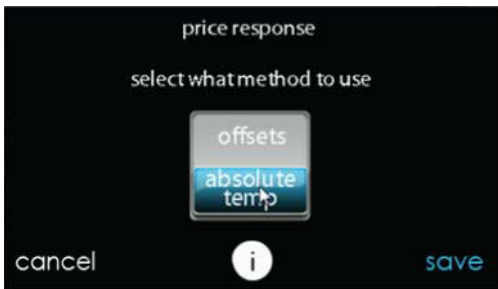 price response
select what method to use
offsets
absolute
temp
cancel
i
save